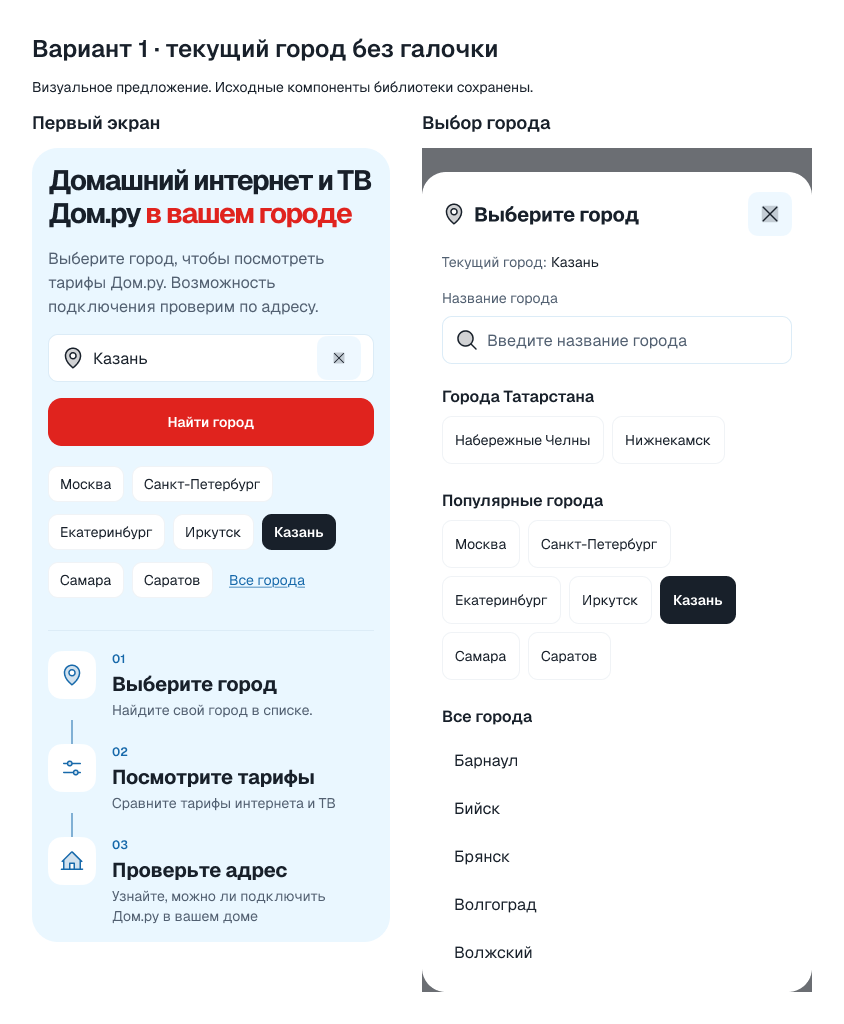 Вариант 1 · текущий город без галочки
Визуальное предложение. Исходные компоненты библиотеки сохранены.
Первый экран
Домашний интернет и ТВ
Дом.ру в вашем городе
Выберите город, чтобы посмотреть
тарифы Дом.ру. Возможность
подключения проверим по адресу.
Казань
Найти город
Москва
Санкт-Петербург
Екатеринбург
Иркутск
Казань
Самара
Саратов
Все города
01
Выберите город
Найдите свой город в списке.
02
Посмотрите тарифы
Сравните тарифы интернета и ТВ
03
Проверьте адрес
Узнайте, можно ли подключить
Дом.ру в вашем доме
Выбор города
Выберите город
Текущий город: Казань
Название города
Введите название города
Города Татарстана
Набережные Челны
Нижнекамск
Популярные города
Москва
Санкт-Петербург
Екатеринбург
Иркутск
Казань
Самара
Саратов
Все города
Барнаул
Бийск
Брянск
Волгоград
Волжский